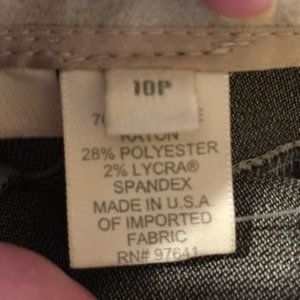 10P
RAYON
28% POLYESTER
2% LYCRA®
SPANDEX
MADE IN U.S.A
OF IMPORTED
FABRIC
RN# 97641